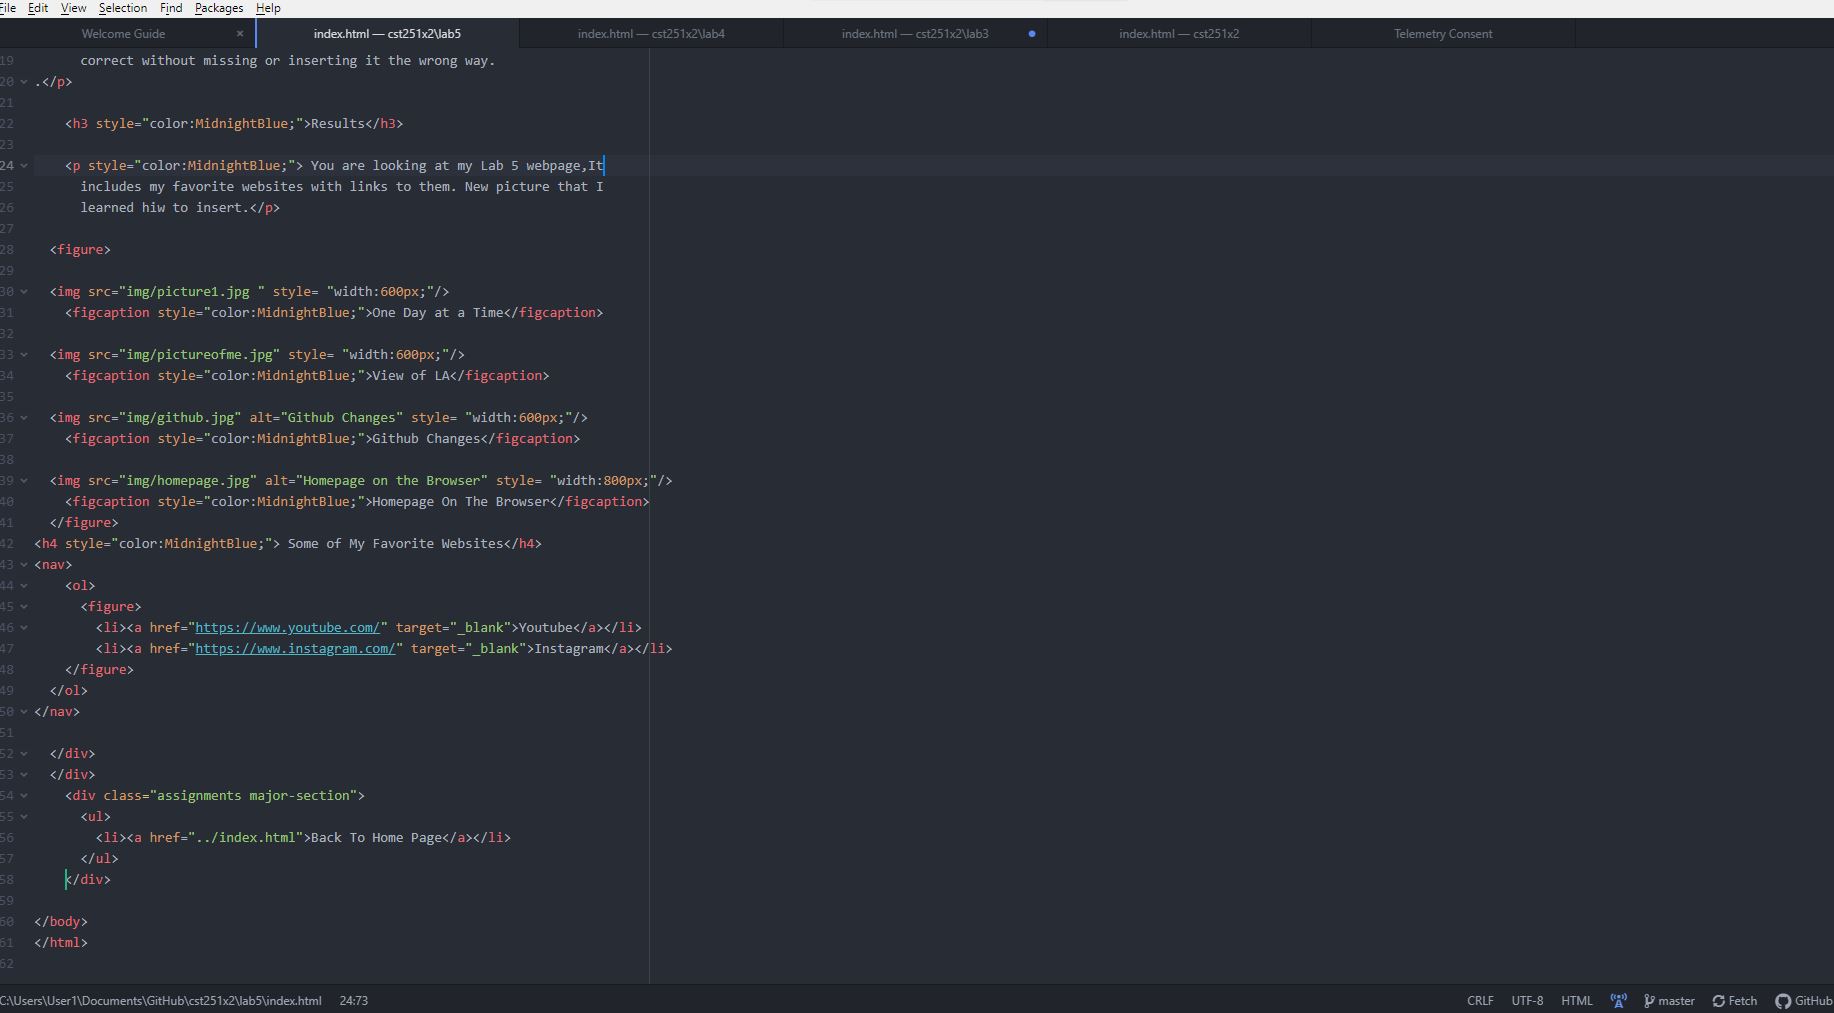 File Edit View Selection Find Packages Help
Welcome Guide × index.html — cst251x2\lab5 index.html — cst251x2\lab4 index.html — cst251x2\lab3 index.html — cst251x2 Telemetry Consent
19 correct without missing or inserting it the wrong way.
20 .</p>
21
22 <h3 style="color:MidnightBlue;">Results</h3>
23
24 <p style="color:MidnightBlue;"> You are looking at my Lab 5 webpage,It
25 includes my favorite websites with links to them. New picture that I
26 learned hiw to insert.</p>
27
28 <figure>
29
30 <img src="img/picture1.jpg " style= "width:600px;"/>
31 <figcaption style="color:MidnightBlue;">One Day at a Time</figcaption>
32
33 <img src="img/pictureofme.jpg" style= "width:600px;"/>
34 <figcaption style="color:MidnightBlue;">View of LA</figcaption>
35
36 <img src="img/github.jpg" alt="Github Changes" style= "width:600px;"/>
37 <figcaption style="color:MidnightBlue;">Github Changes</figcaption>
38
39 <img src="img/homepage.jpg" alt="Homepage on the Browser" style= "width:800px;"/>
40 <figcaption style="color:MidnightBlue;">Homepage On The Browser</figcaption>
41 </figure>
42 <h4 style="color:MidnightBlue;"> Some of My Favorite Websites</h4>
43 <nav>
44 <ol>
45 <figure>
46 <li><a href="https://www.youtube.com/" target="_blank">Youtube</a></li>
47 <li><a href="https://www.instagram.com/" target="_blank">Instagram</a></li>
48 </figure>
49 </ol>
50 </nav>
51
52 </div>
53 </div>
54 <div class="assignments major-section">
55 <ul>
56 <li><a href="../index.html">Back To Home Page</a></li>
57 </ul>
58 </div>
59
60 </body>
61 </html>
62
C:\Users\User1\Documents\GitHub\cst251x2\lab5\index.html 24:73 CRLF UTF-8 HTML master Fetch GitHub